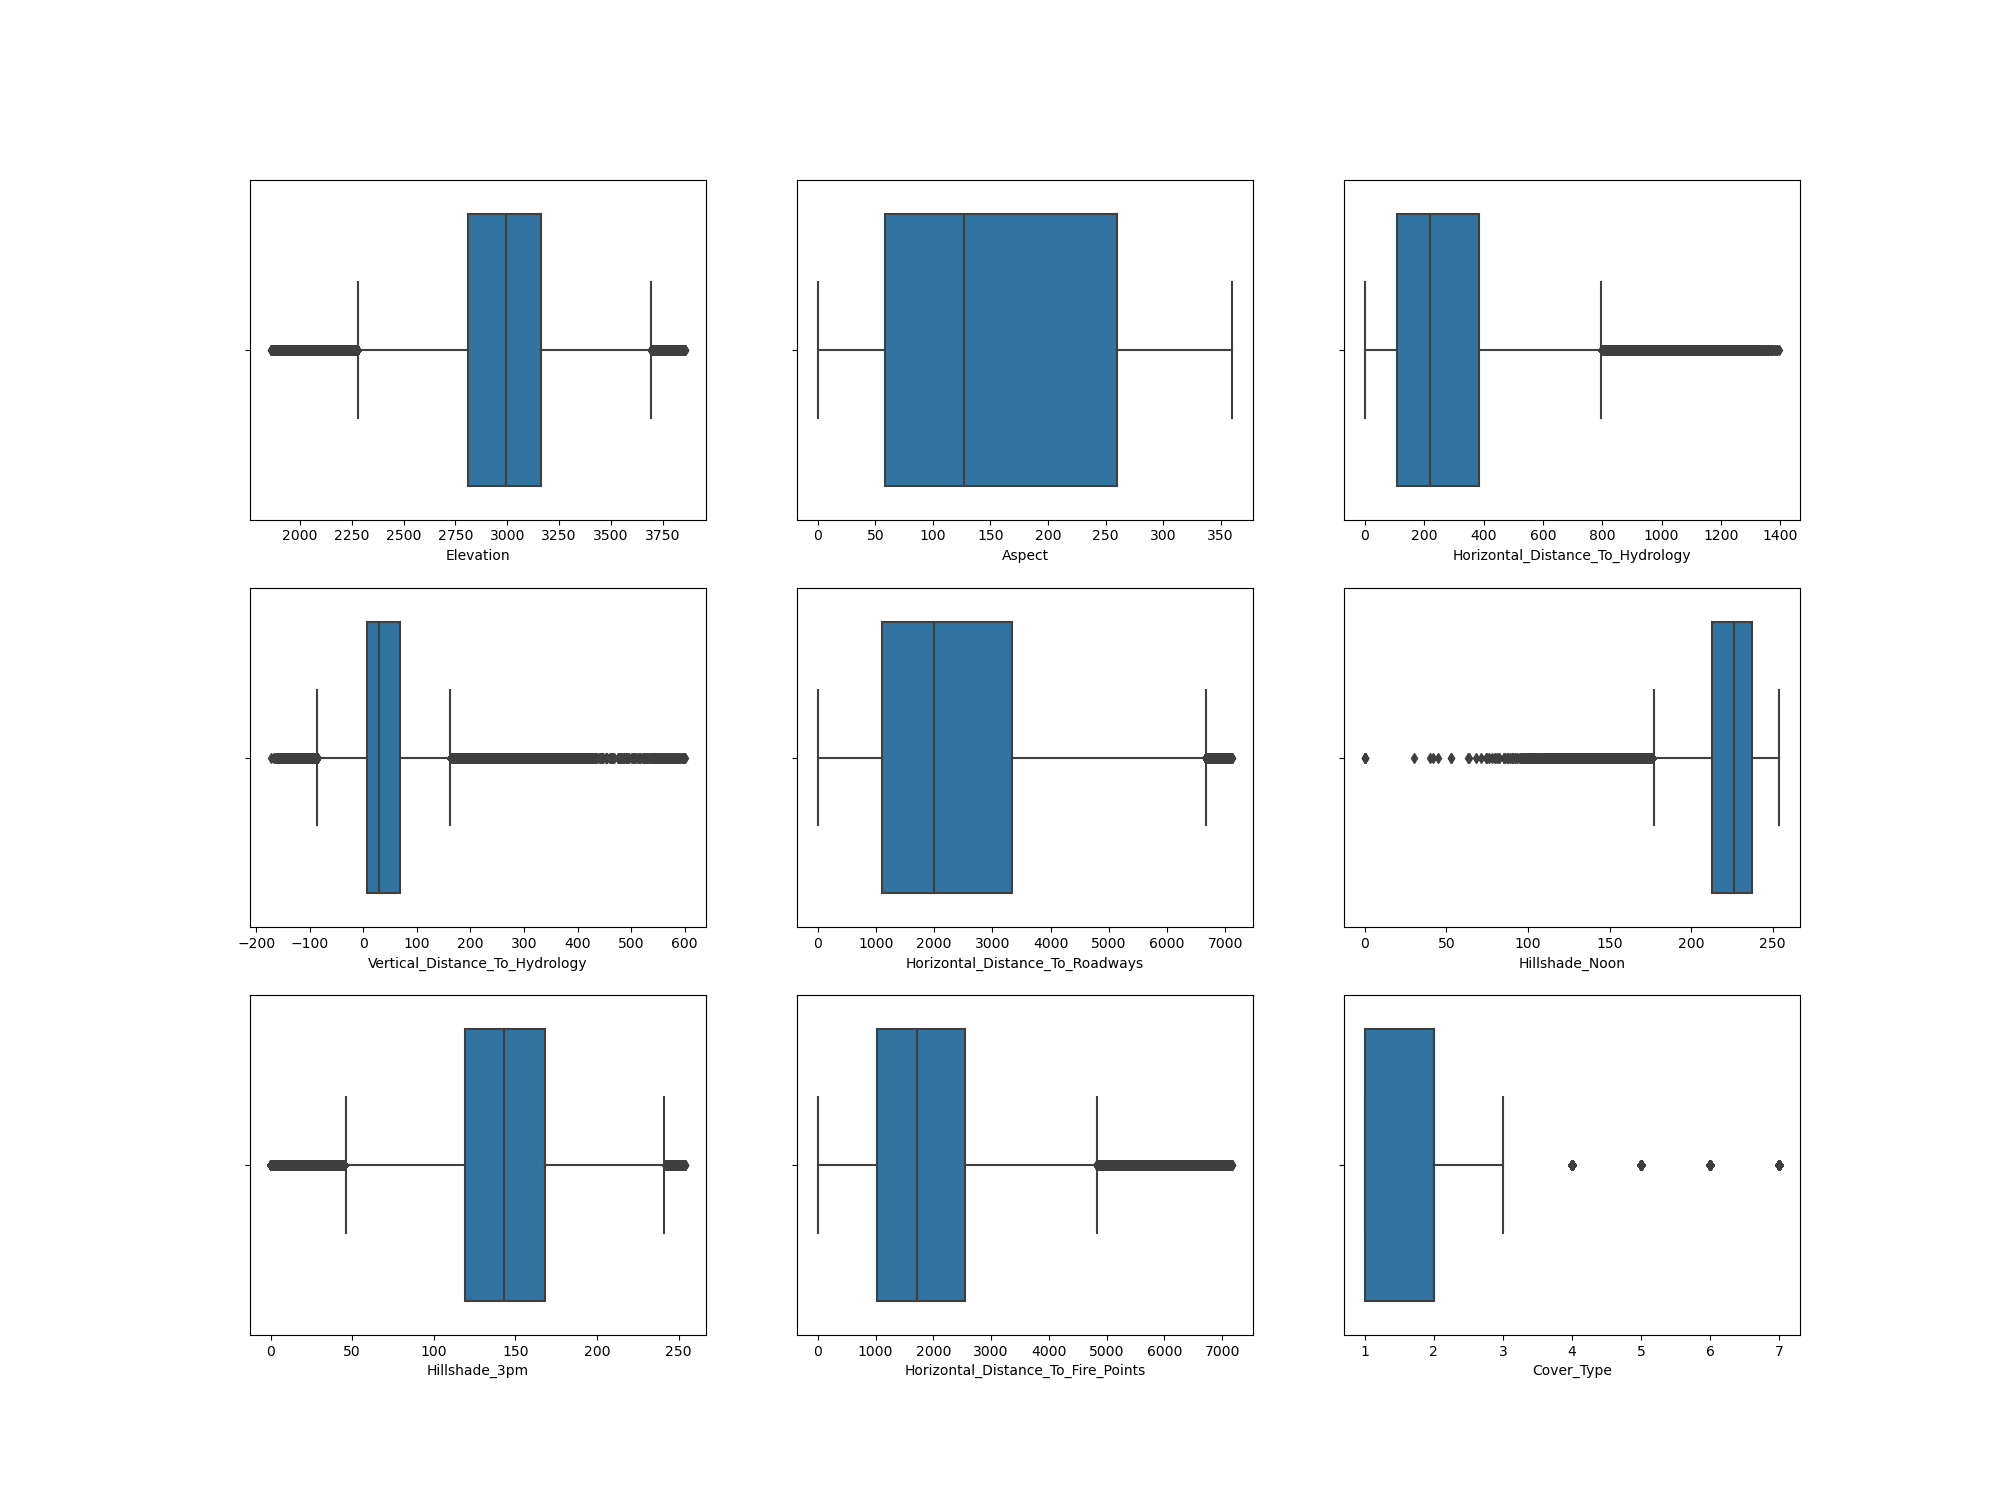 2000 2250 2500 2750 3000 3250 3500 3750
Elevation
0 50 100 150 200 250 300 350
Aspect
0 200 400 600 800 1000 1200 1400
Horizontal_Distance_To_Hydrology
−200 −100 0 100 200 300 400 500 600
Vertical_Distance_To_Hydrology
0 1000 2000 3000 4000 5000 6000 7000
Horizontal_Distance_To_Roadways
0 50 100 150 200 250
Hillshade_Noon
0 50 100 150 200 250
Hillshade_3pm
0 1000 2000 3000 4000 5000 6000 7000
Horizontal_Distance_To_Fire_Points
1 2 3 4 5 6 7
Cover_Type